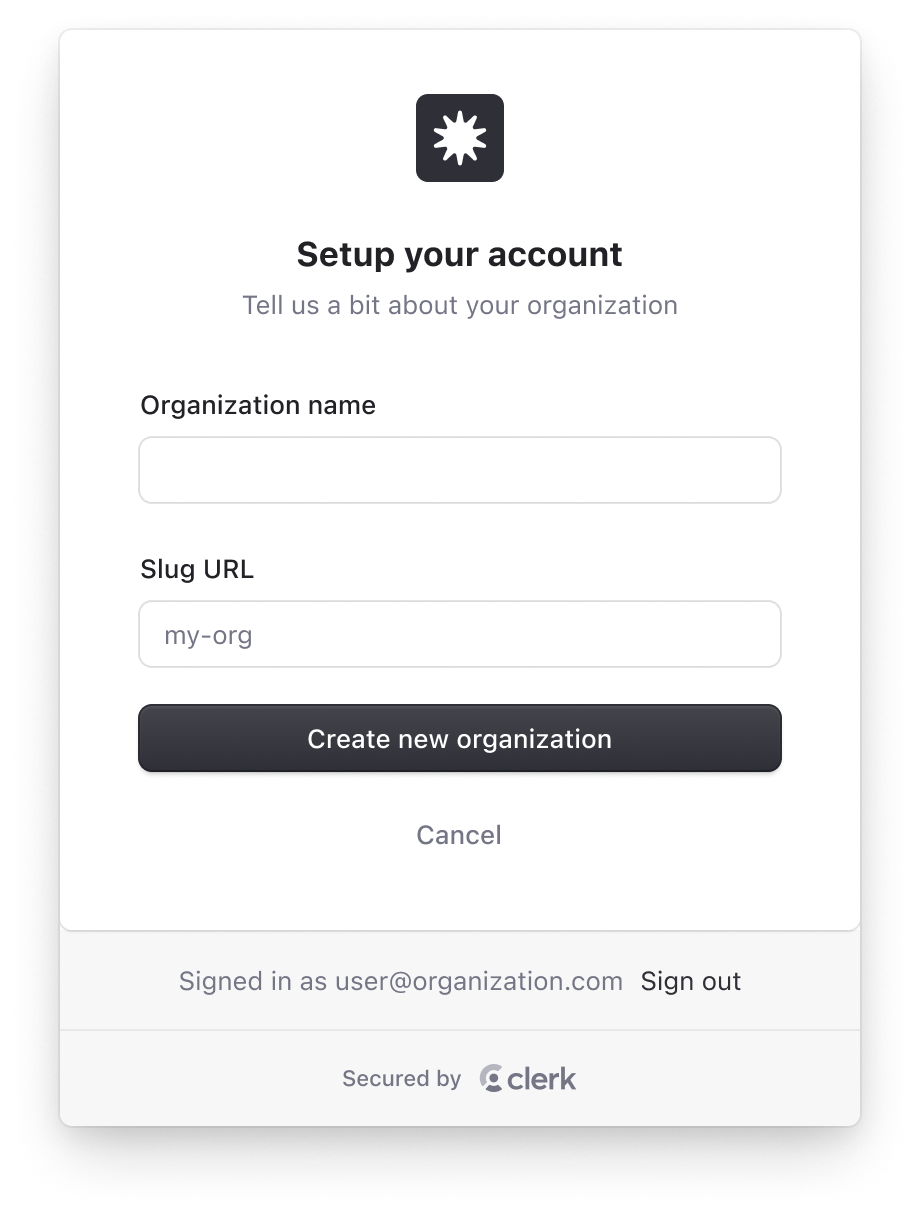 Setup your account
Tell us a bit about your organization
Organization name
Slug URL
my-org
Create new organization
Cancel
Signed in as user@organization.com Sign out
Secured by clerk